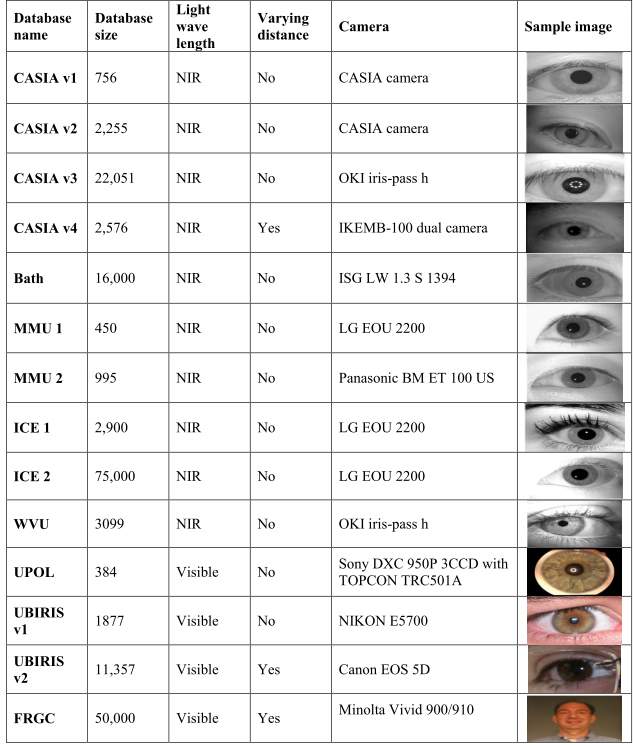 Database name Database size Light wave length Varying distance Camera Sample image
CASIA v1 756 NIR No CASIA camera
CASIA v2 2,255 NIR No CASIA camera
CASIA v3 22,051 NIR No OKI iris-pass h
CASIA v4 2,576 NIR Yes IKEMB-100 dual camera
Bath 16,000 NIR No ISG LW 1.3 S 1394
MMU 1 450 NIR No LG EOU 2200
MMU 2 995 NIR No Panasonic BM ET 100 US
ICE 1 2,900 NIR No LG EOU 2200
ICE 2 75,000 NIR No LG EOU 2200
WVU 3099 NIR No OKI iris-pass h
UPOL 384 Visible No Sony DXC 950P 3CCD with TOPCON TRC501A
UBIRIS v1 1877 Visible No NIKON E5700
UBIRIS v2 11,357 Visible Yes Canon EOS 5D
FRGC 50,000 Visible Yes Minolta Vivid 900/910